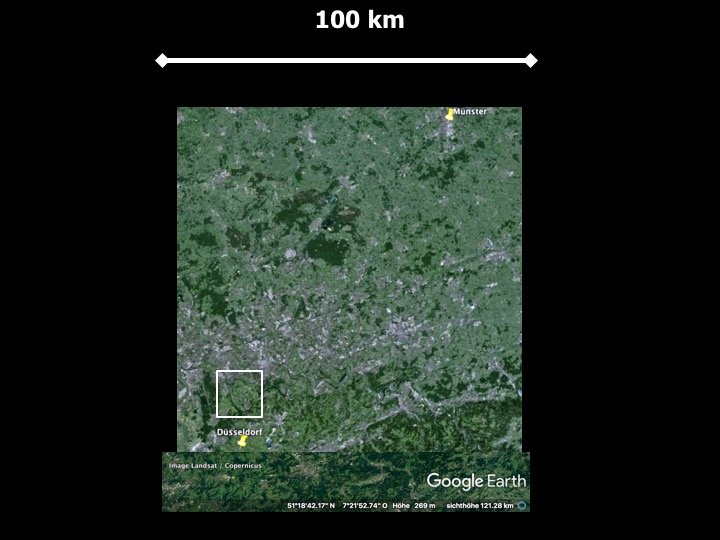 100 km
Münster
Düsseldorf
Image Landsat / Copernicus
Google Earth
51°18'42.17" N 7°21'52.74" O Höhe 269 m sichthöhe 121.28 km